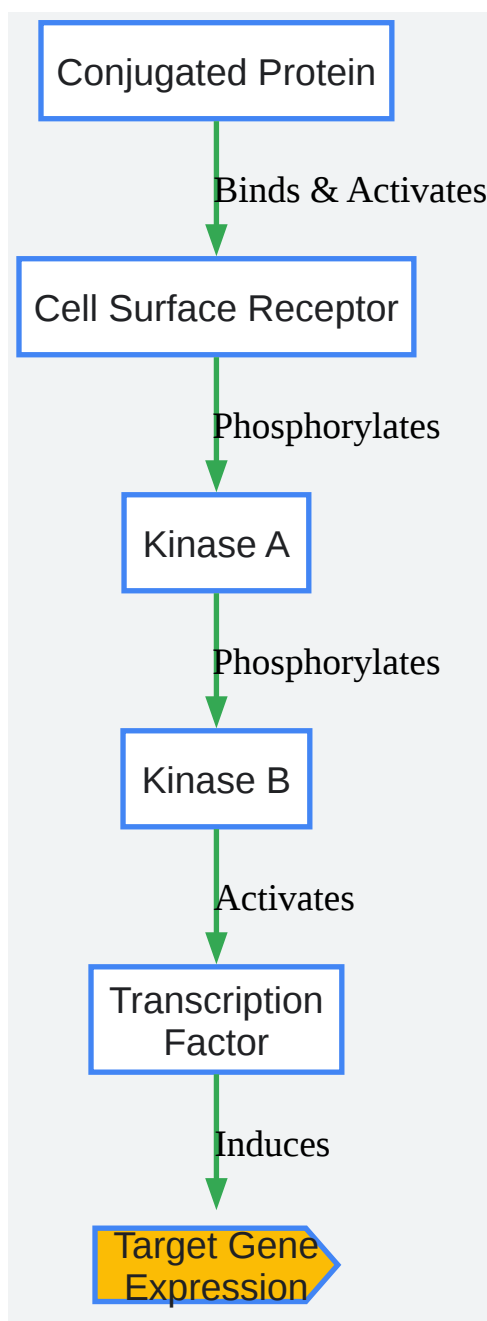 Conjugated Protein
Binds & Activates
Cell Surface Receptor
Phosphorylates
Kinase A
Phosphorylates
Kinase B
Activates
Transcription
Factor
Induces
Target Gene
Expression